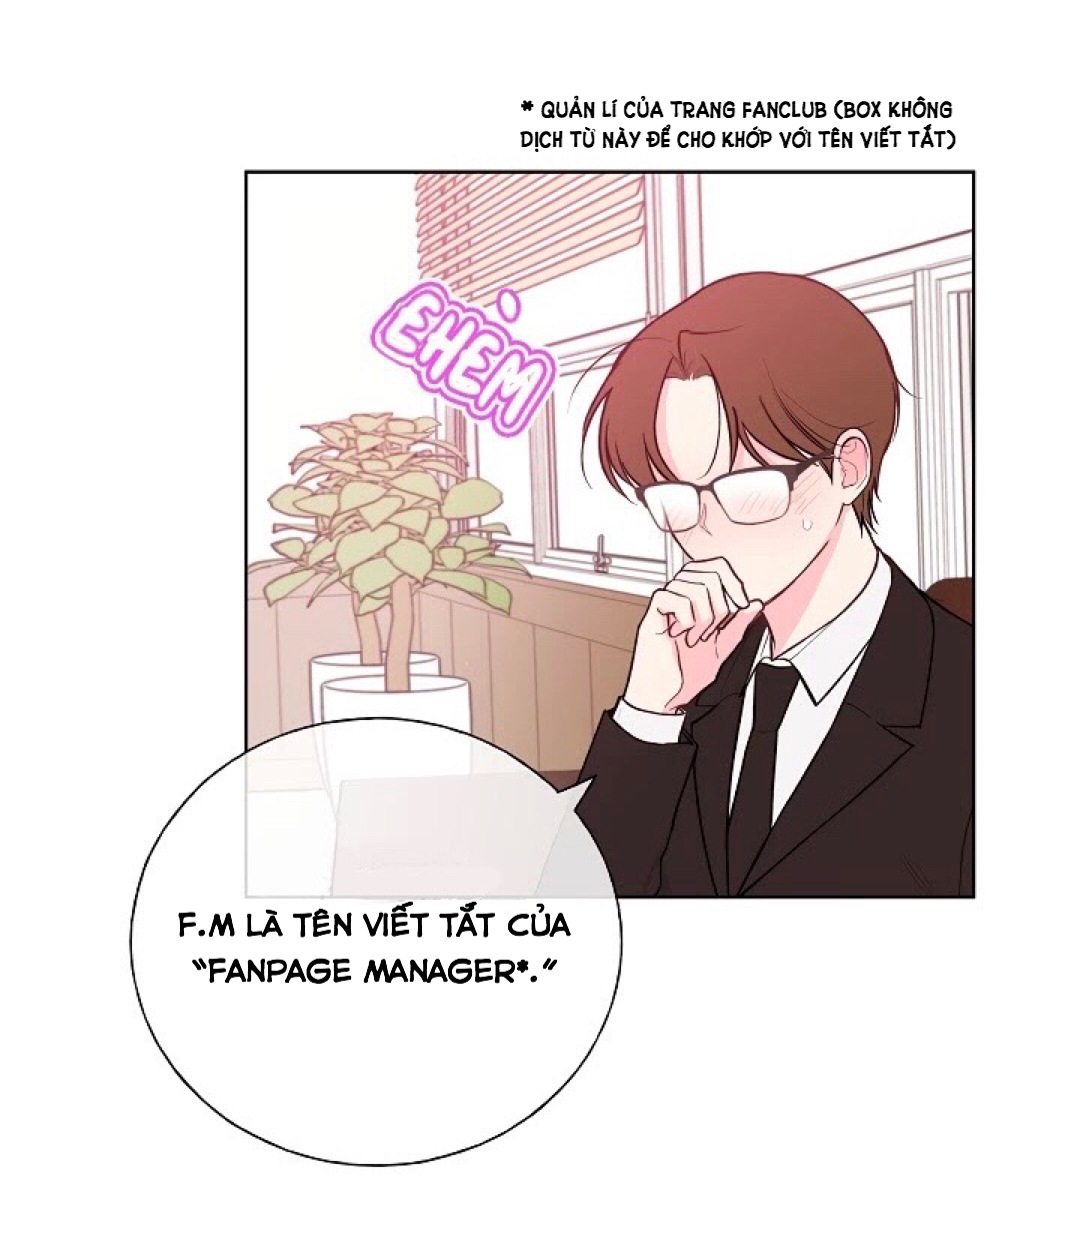 * QUẢN LÍ CỦA TRANG FANCLUB (BOX KHÔNG
DỊCH TỪ NÀY ĐỂ CHO KHỚP VỚI TÊN VIẾT TẮT)
EHÈM
F.M LÀ TÊN VIẾT TẮT CỦA
“FANPAGE MANAGER*.”